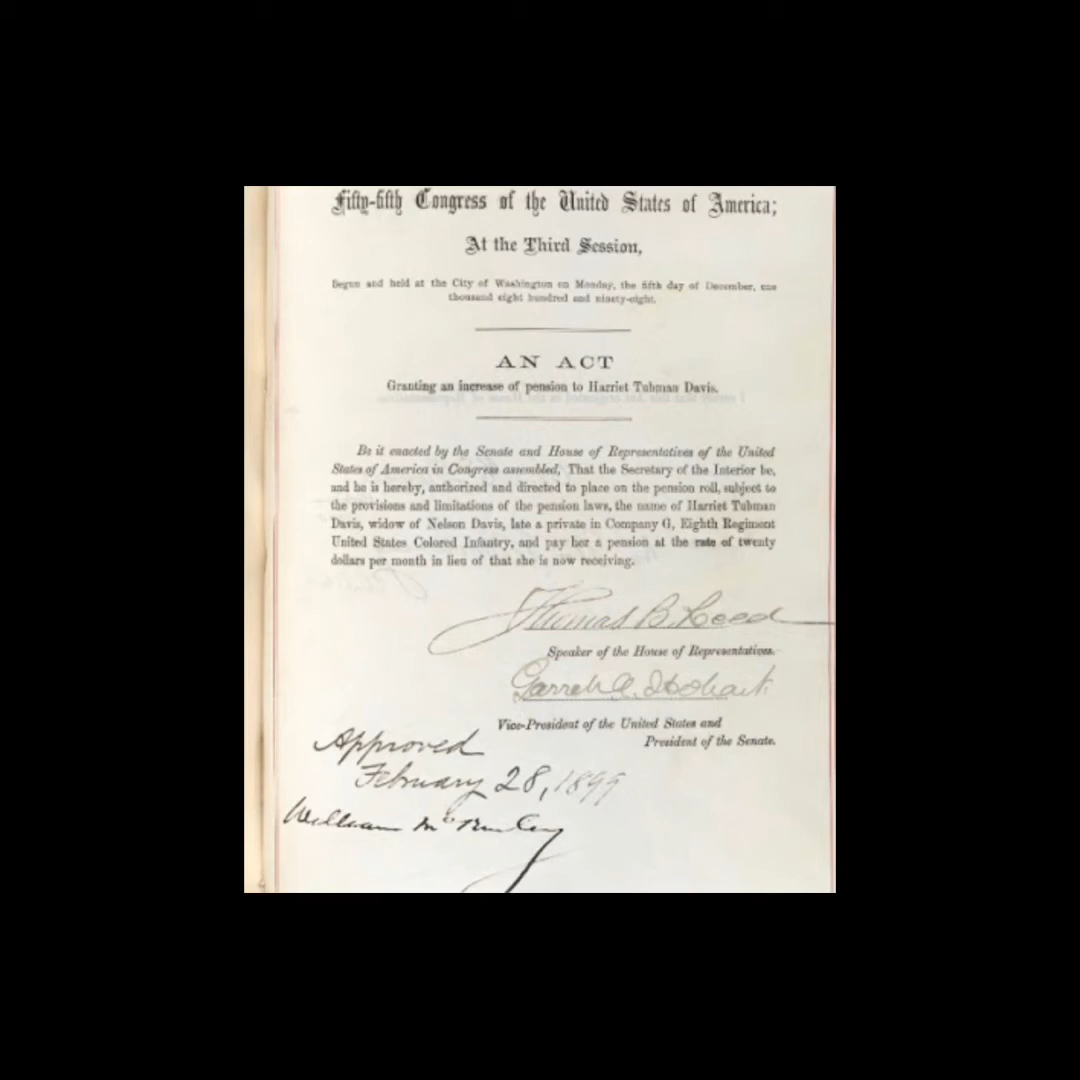 Fifty-fifth Congress of the United States of America;
At the Third Session,
Begun and held at the City of Washington on Monday, the fifth day of December, one
thousand eight hundred and ninety-eight.
AN ACT
Granting an increase of pension to Harriet Tubman Davis.
Be it enacted by the Senate and House of Representatives of the United
States of America in Congress assembled, That the Secretary of the Interior be,
and he is hereby, authorized and directed to place on the pension roll, subject to
the provisions and limitations of the pension laws, the name of Harriet Tubman
Davis, widow of Nelson Davis, late a private in Company G, Eighth Regiment
United States Colored Infantry, and pay her a pension at the rate of twenty
dollars per month in lieu of that she is now receiving.
Thomas B. Reed
Speaker of the House of Representatives.
Garret A. Hobart
Vice-President of the United States and
President of the Senate.
Approved
February 28, 1899
William McKinley